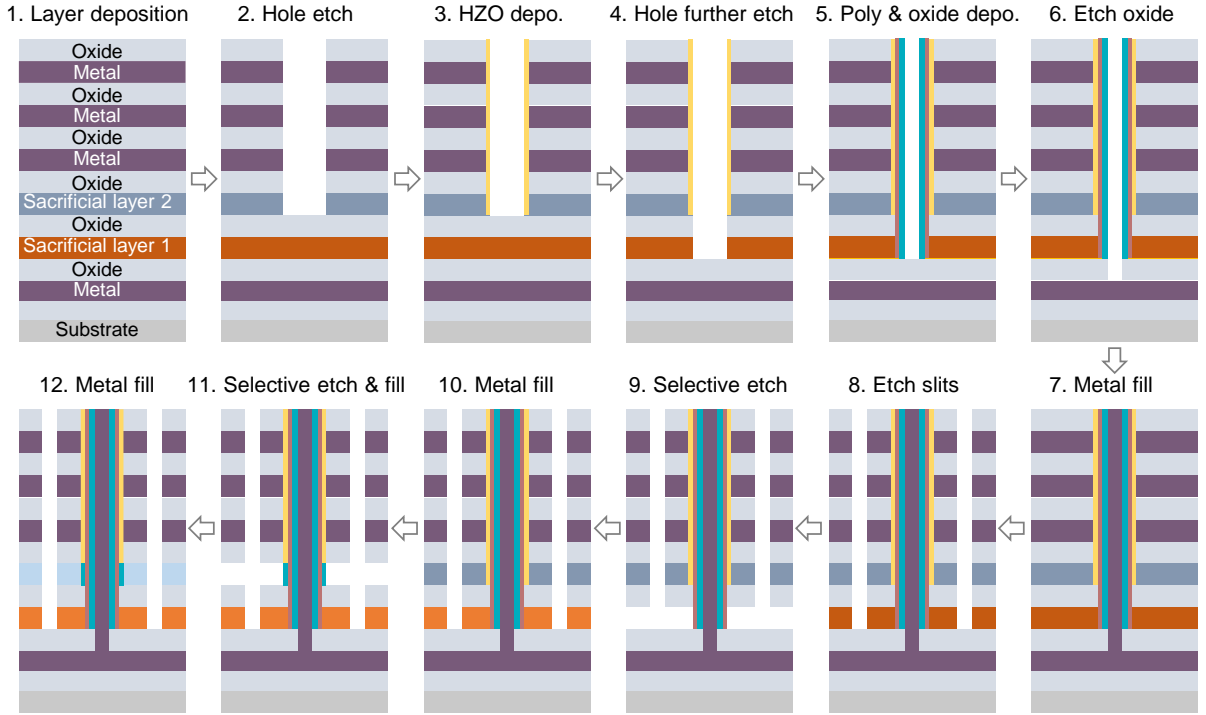 1. Layer deposition
2. Hole etch
3. HZO depo.
4. Hole further etch
5. Poly & oxide depo.
6. Etch oxide
Oxide
Metal
Oxide
Metal
Oxide
Metal
Oxide
Sacrificial layer 2
Oxide
Sacrificial layer 1
Oxide
Metal
Substrate
12. Metal fill
11. Selective etch & fill
10. Metal fill
9. Selective etch
8. Etch slits
7. Metal fill